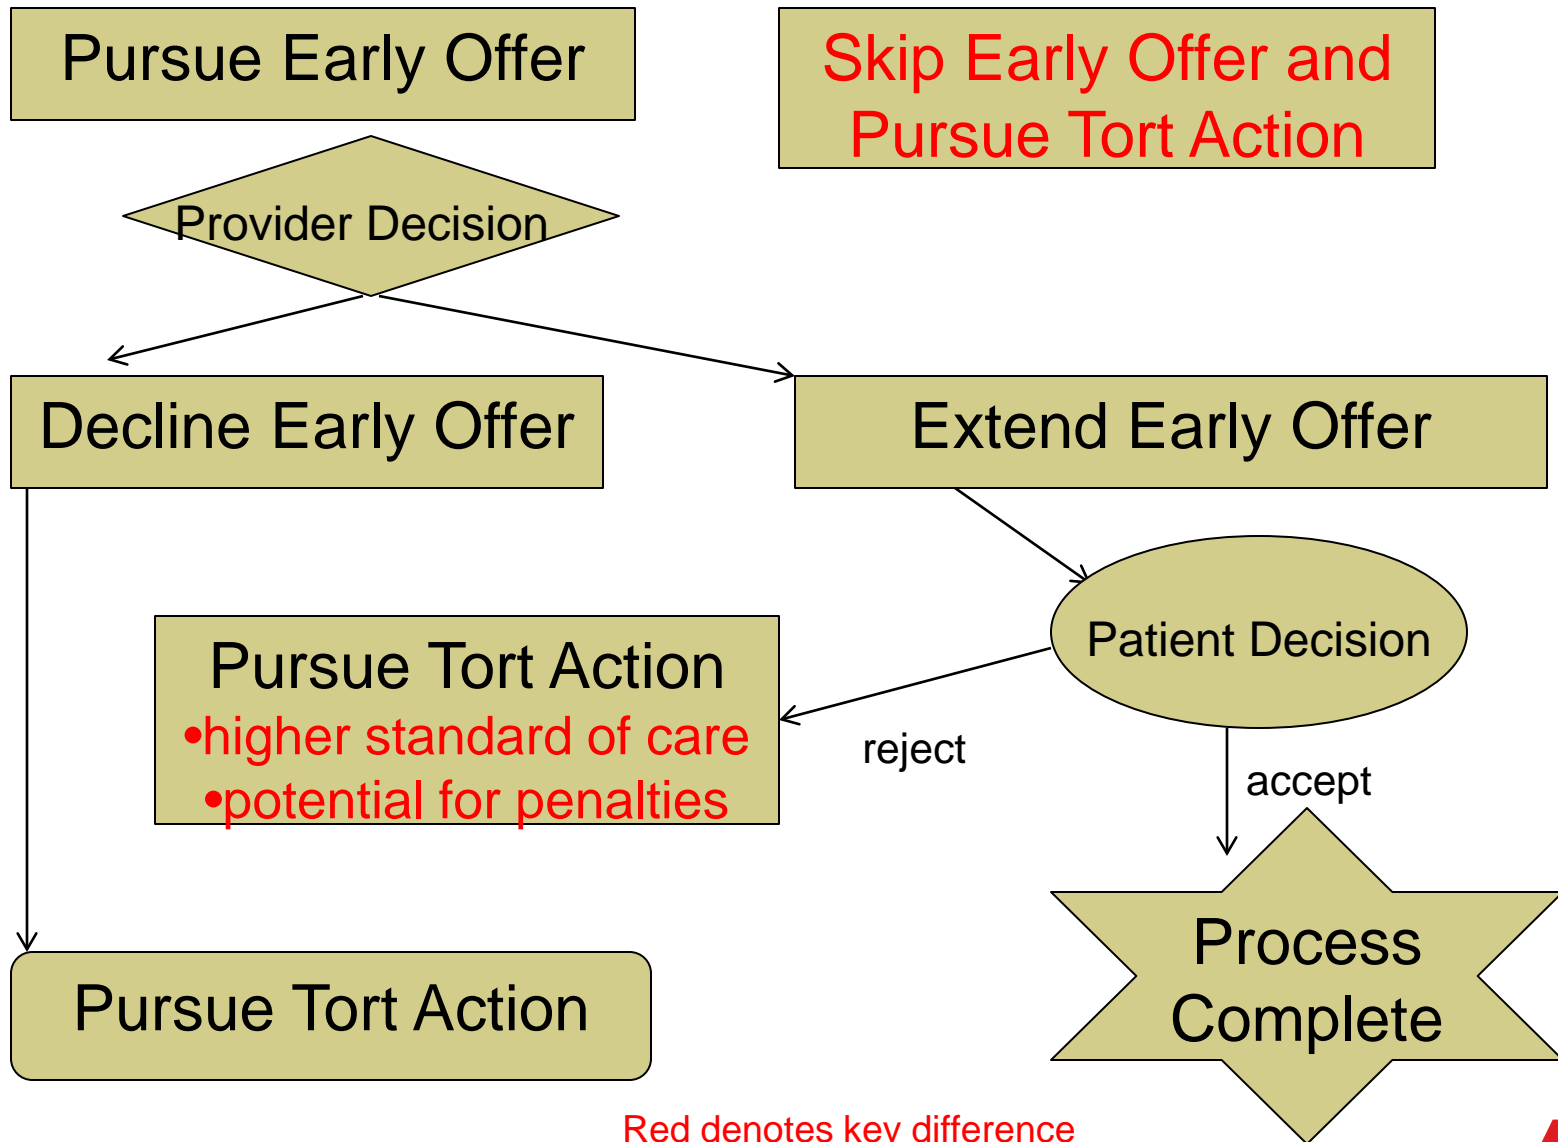 Pursue Early Offer
Skip Early Offer and
Pursue Tort Action
Provider Decision
Decline Early Offer
Extend Early Offer
Patient Decision
Pursue Tort Action
•higher standard of care
•potential for penalties
reject
accept
Process
Complete
Pursue Tort Action
Red denotes key difference